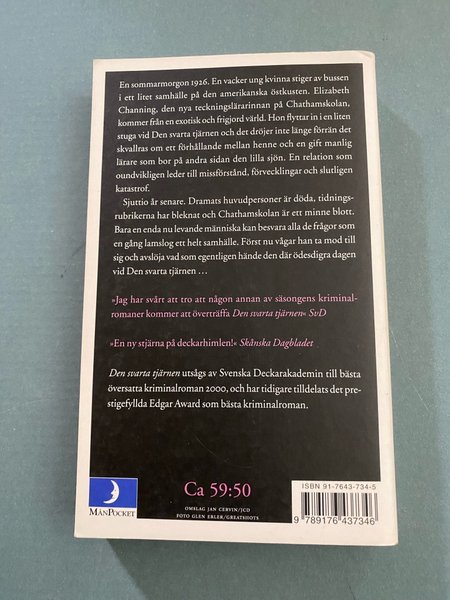 En sommarmorgon 1926. En vacker ung kvinna stiger av bussen
i ett litet samhälle på den amerikanska östkusten. Elizabeth
Channing, den nya teckningslärarinnan på Chathamskolan,
kommer från en exotisk och frigjord värld. Hon flyttar in i en liten
stuga vid Den svarta tjärnen och det dröjer inte länge förrän det
skvallras om ett förhållande mellan henne och en gift manlig
lärare som bor på andra sidan den lilla sjön. En relation som
oundvikligen leder till missförstånd, förvecklingar och slutligen
katastrof.
Sjuttio år senare. Dramats huvudpersoner är döda, tidnings-
rubrikerna har bleknat och Chathamskolan är ett minne blott.
Bara en enda nu levande människa kan besvara alla de frågor som
en gång lamslog ett helt samhälle. Först nu vågar han ta mod till
sig och avslöja vad som egentligen hände den där ödesdigra dagen
vid Den svarta tjärnen …
»Jag har svårt att tro att någon annan av säsongens kriminal-
romaner kommer att överträffa Den svarta tjärnen« SvD
»En ny stjärna på deckarhimlen!« Skånska Dagbladet
Den svarta tjärnen utsågs av Svenska Deckarakademin till bästa
översatta kriminalroman 2000, och har tidigare tilldelats det pre-
stigefyllda Edgar Award som bästa kriminalroman.
MånPocket
Ca 59:50
OMSLAG JAN CERVIN/JCD
FOTO GLEN ERLER/GREATSHOTS
ISBN 91-7643-734-5
9 789176 437346